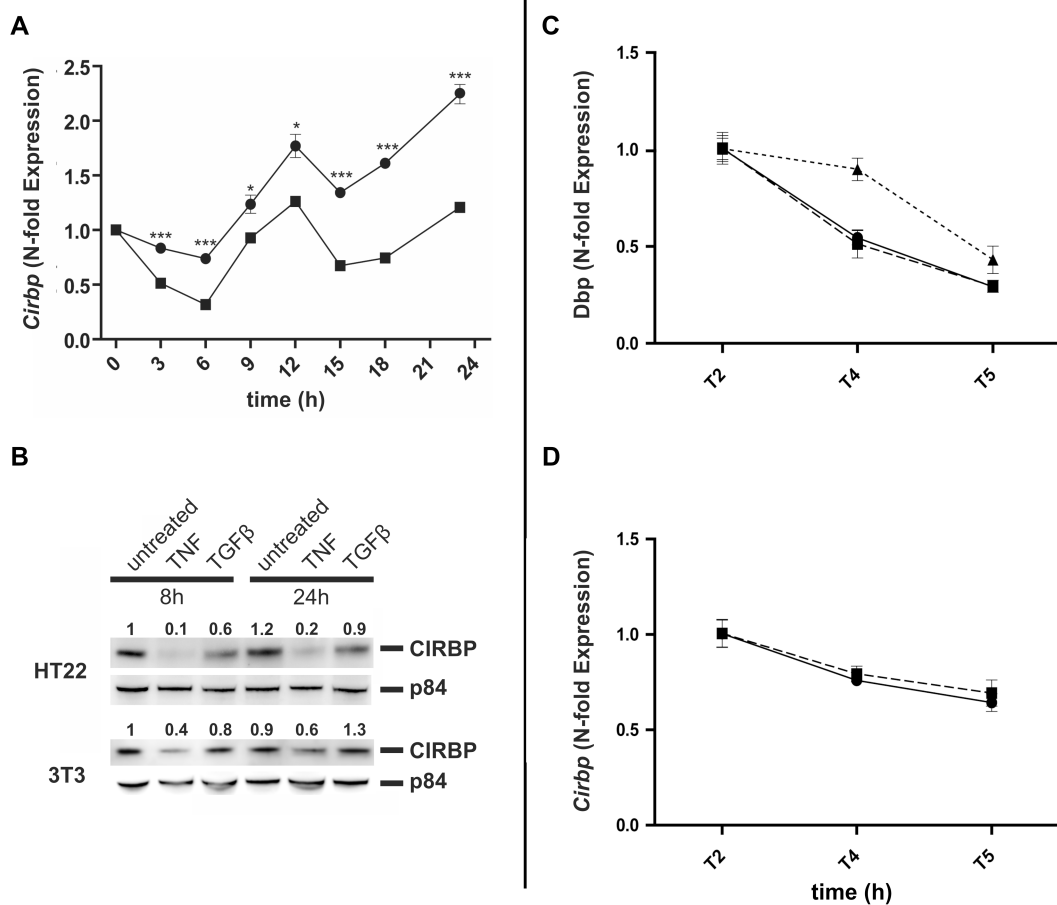 A
Cirbp (N-fold Expression)
2.5
2.0
1.5
1.0
0.5
0.0
*** *** * * *** *** ***
0 3 6 9 12 15 18 21 24
time (h)
B
untreated TNF TGFβ untreated TNF TGFβ
8h 24h
1 0.1 0.6 1.2 0.2 0.9
CIRBP
HT22
p84
1 0.4 0.8 0.9 0.6 1.3
CIRBP
3T3
p84
C
Dbp (N-fold Expression)
1.5
1.0
0.5
0.0
T2 T4 T5
D
Cirbp (N-fold Expression)
1.5
1.0
0.5
0.0
T2 T4 T5
time (h)